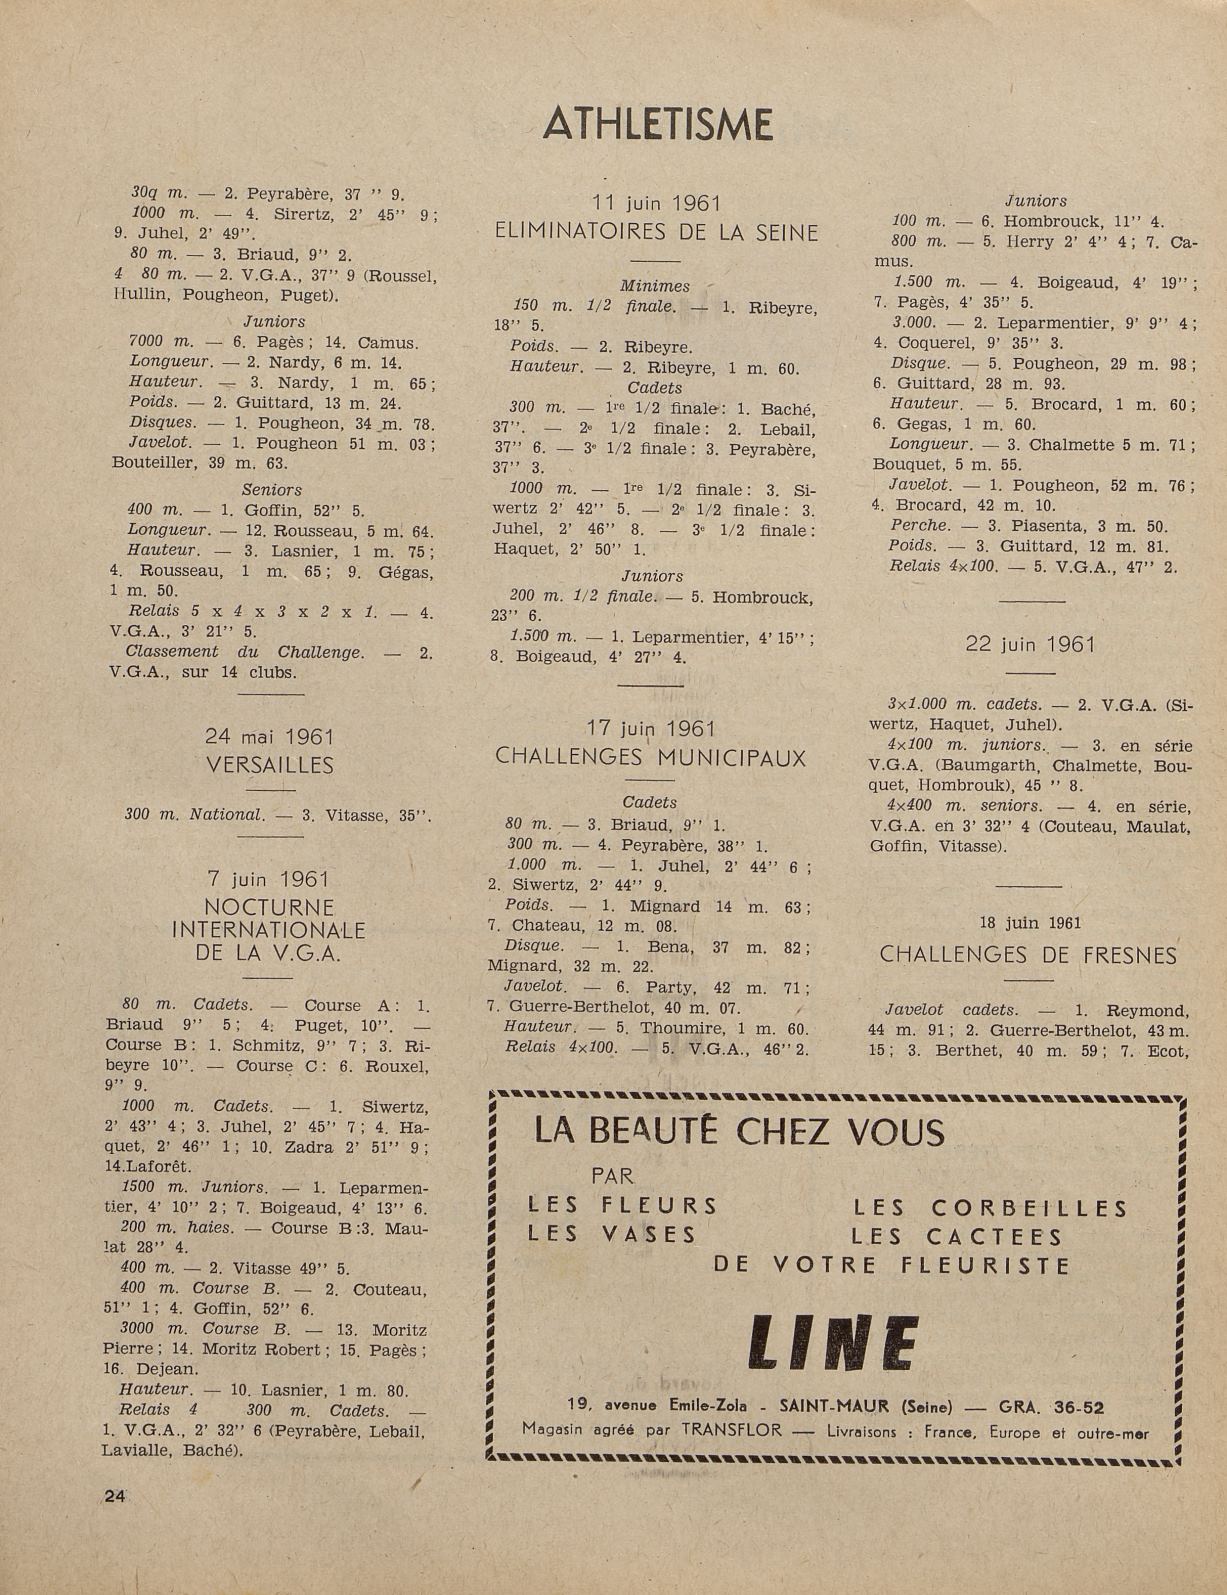 ATHLETISME
30q m. — 2. Peyrabère, 37 '' 9.
1000 m. — 4. Sirertz, 2' 45'' 9 ;
9. Juhel, 2' 49''.
80 m. — 3. Briaud, 9'' 2.
4 80 m. — 2. V.G.A., 37'' 9 (Roussel,
Hullin, Pougheon, Puget).
Juniors
7000 m. — 6. Pagès ; 14. Camus.
Longueur. — 2. Nardy, 6 m. 14.
Hauteur. — 3. Nardy, 1 m. 65 ;
Poids. — 2. Guittard, 13 m. 24.
Disques. — 1. Pougheon, 34 m. 78.
Javelot. — 1. Pougheon 51 m. 03 ;
Bouteiller, 39 m. 63.
Seniors
400 m. — 1. Goffin, 52'' 5.
Longueur. — 12. Rousseau, 5 m. 64.
Hauteur. — 3. Lasnier, 1 m. 75 ;
4. Rousseau, 1 m. 65 ; 9. Gégas,
1 m. 50.
Relais 5 x 4 x 3 x 2 x 1. — 4.
V.G.A., 3' 21'' 5.
Classement du Challenge. — 2.
V.G.A., sur 14 clubs.
24 mai 1961
VERSAILLES
300 m. National. — 3. Vitasse, 35''.
7 juin 1961
NOCTURNE
INTERNATIONALE
DE LA V.G.A.
80 m. Cadets. — Course A : 1.
Briaud 9'' 5 ; 4. Puget, 10''. —
Course B : 1. Schmitz, 9'' 7 ; 3. Ri-
beyre 10''. — Course C : 6. Rouxel,
9'' 9.
1000 m. Cadets. — 1. Siwertz,
2' 43'' 4 ; 3. Juhel, 2' 45'' 7 ; 4. Ha-
quet, 2' 46'' 1 ; 10. Zadra 2' 51'' 9 ;
14.Laforêt.
1500 m. Juniors. — 1. Leparmen-
tier, 4' 10'' 2 ; 7. Boigeaud, 4' 13'' 6.
200 m. haies. — Course B :3. Mau-
lat 28'' 4.
400 m. — 2. Vitasse 49'' 5.
400 m. Course B. — 2. Couteau,
51'' 1 ; 4. Goffin, 52'' 6.
3000 m. Course B. — 13. Moritz
Pierre ; 14. Moritz Robert ; 15. Pagès ;
16. Dejean.
Hauteur. — 10. Lasnier, 1 m. 80.
Relais 4 300 m. Cadets. —
1. V.G.A., 2' 32'' 6 (Peyrabère, Lebail,
Lavialle, Baché).
24
11 juin 1961
ELIMINATOIRES DE LA SEINE
Minimes
150 m. 1/2 finale. — 1. Ribeyre,
18'' 5.
Poids. — 2. Ribeyre.
Hauteur. — 2. Ribeyre, 1 m. 60.
Cadets
300 m. — 1re 1/2 finale : 1. Baché,
37''. — 2e 1/2 finale : 2. Lebail,
37'' 6. — 3e 1/2 finale : 3. Peyrabère,
37'' 3.
1000 m. — 1re 1/2 finale : 3. Si-
wertz 2' 42'' 5. — 2e 1/2 finale : 3.
Juhel, 2' 46'' 8. — 3e 1/2 finale :
Haquet, 2' 50'' 1.
Juniors
200 m. 1/2 finale. — 5. Hombrouck,
23'' 6.
1.500 m. — 1. Leparmentier, 4' 15'' ;
8. Boigeaud, 4' 27'' 4.
17 juin 1961
CHALLENGES MUNICIPAUX
Cadets
80 m. — 3. Briaud, 9'' 1.
300 m. — 4. Peyrabère, 38'' 1.
1.000 m. — 1. Juhel, 2' 44'' 6 ;
2. Siwertz, 2' 44'' 9.
Poids. — 1. Mignard 14 m. 63 ;
7. Chateau, 12 m. 08.
Disque. — 1. Bena, 37 m. 82 ;
Mignard, 32 m. 22.
Javelot. — 6. Party, 42 m. 71 ;
7. Guerre-Berthelot, 40 m. 07.
Hauteur. — 5. Thoumire, 1 m. 60.
Relais 4×100. — 5. V.G.A., 46'' 2.
Juniors
100 m. — 6. Hombrouck, 11'' 4.
800 m. — 5. Herry 2' 4'' 4 ; 7. Ca-
mus.
1.500 m. — 4. Boigeaud, 4' 19'' ;
7. Pagès, 4' 35'' 5.
3.000. — 2. Leparmentier, 9' 9'' 4 ;
4. Coquerel, 9' 35'' 3.
Disque. — 5. Pougheon, 29 m. 98 ;
6. Guittard, 28 m. 93.
Hauteur. — 5. Brocard, 1 m. 60 ;
6. Gegas, 1 m. 60.
Longueur. — 3. Chalmette 5 m. 71 ;
Bouquet, 5 m. 55.
Javelot. — 1. Pougheon, 52 m. 76 ;
4. Brocard, 42 m. 10.
Perche. — 3. Piasenta, 3 m. 50.
Poids. — 3. Guittard, 12 m. 81.
Relais 4×100. — 5. V.G.A., 47'' 2.
22 juin 1961
3×1.000 m. cadets. — 2. V.G.A. (Si-
wertz, Haquet, Juhel).
4×100 m. juniors. — 3. en série
V.G.A. (Baumgarth, Chalmette, Bou-
quet, Hombrouk), 45 '' 8.
4×400 m. seniors. — 4. en série,
V.G.A. en 3' 32'' 4 (Couteau, Maulat,
Goffin, Vitasse).
18 juin 1961
CHALLENGES DE FRESNES
Javelot cadets. — 1. Reymond,
44 m. 91 ; 2. Guerre-Berthelot, 43 m.
15 ; 3. Berthet, 40 m. 59 ; 7. Ecot,
LA BEAUTÉ CHEZ VOUS
PAR
LES FLEURS LES CORBEILLES
LES VASES LES CACTEES
DE VOTRE FLEURISTE
LINE
19, avenue Emile-Zola - SAINT-MAUR (Seine) — GRA. 36-52
Magasin agréé par TRANSFLOR — Livraisons : France, Europe et outre-mer